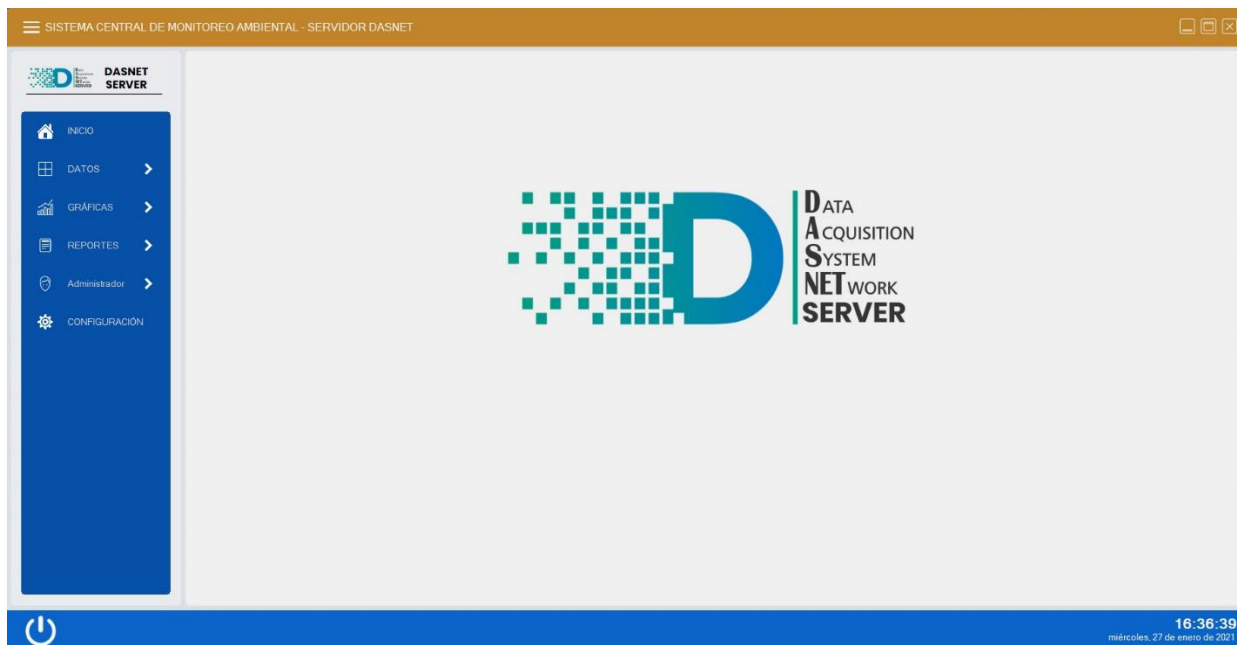 SISTEMA CENTRAL DE MONITOREO AMBIENTAL - SERVIDOR DASNET
DASNET
SERVER
INICIO
DATOS
GRÁFICAS
REPORTES
Administrador
CONFIGURACIÓN
D
DATA
ACQUISITION
SYSTEM
NETWORK
SERVER
16:36:39
miércoles, 27 de enero de 2021